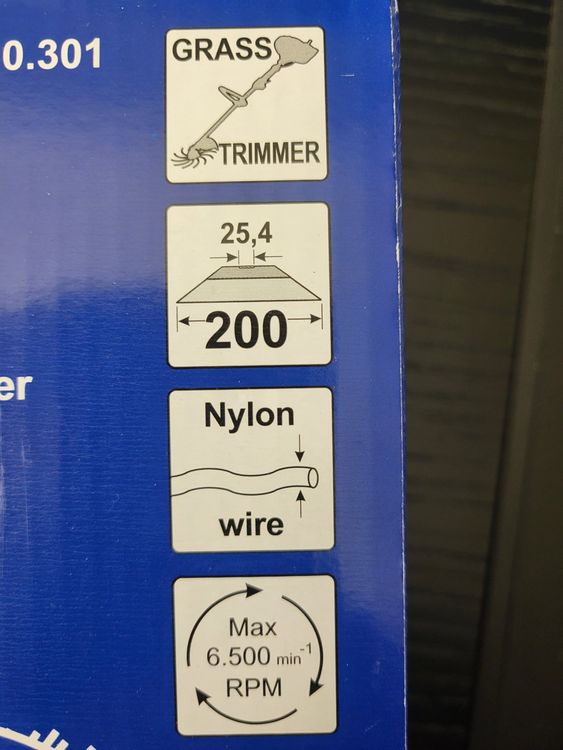 0.301
GRASS
TRIMMER
25,4
200
er
Nylon
wire
Max
6.500 min⁻¹
RPM